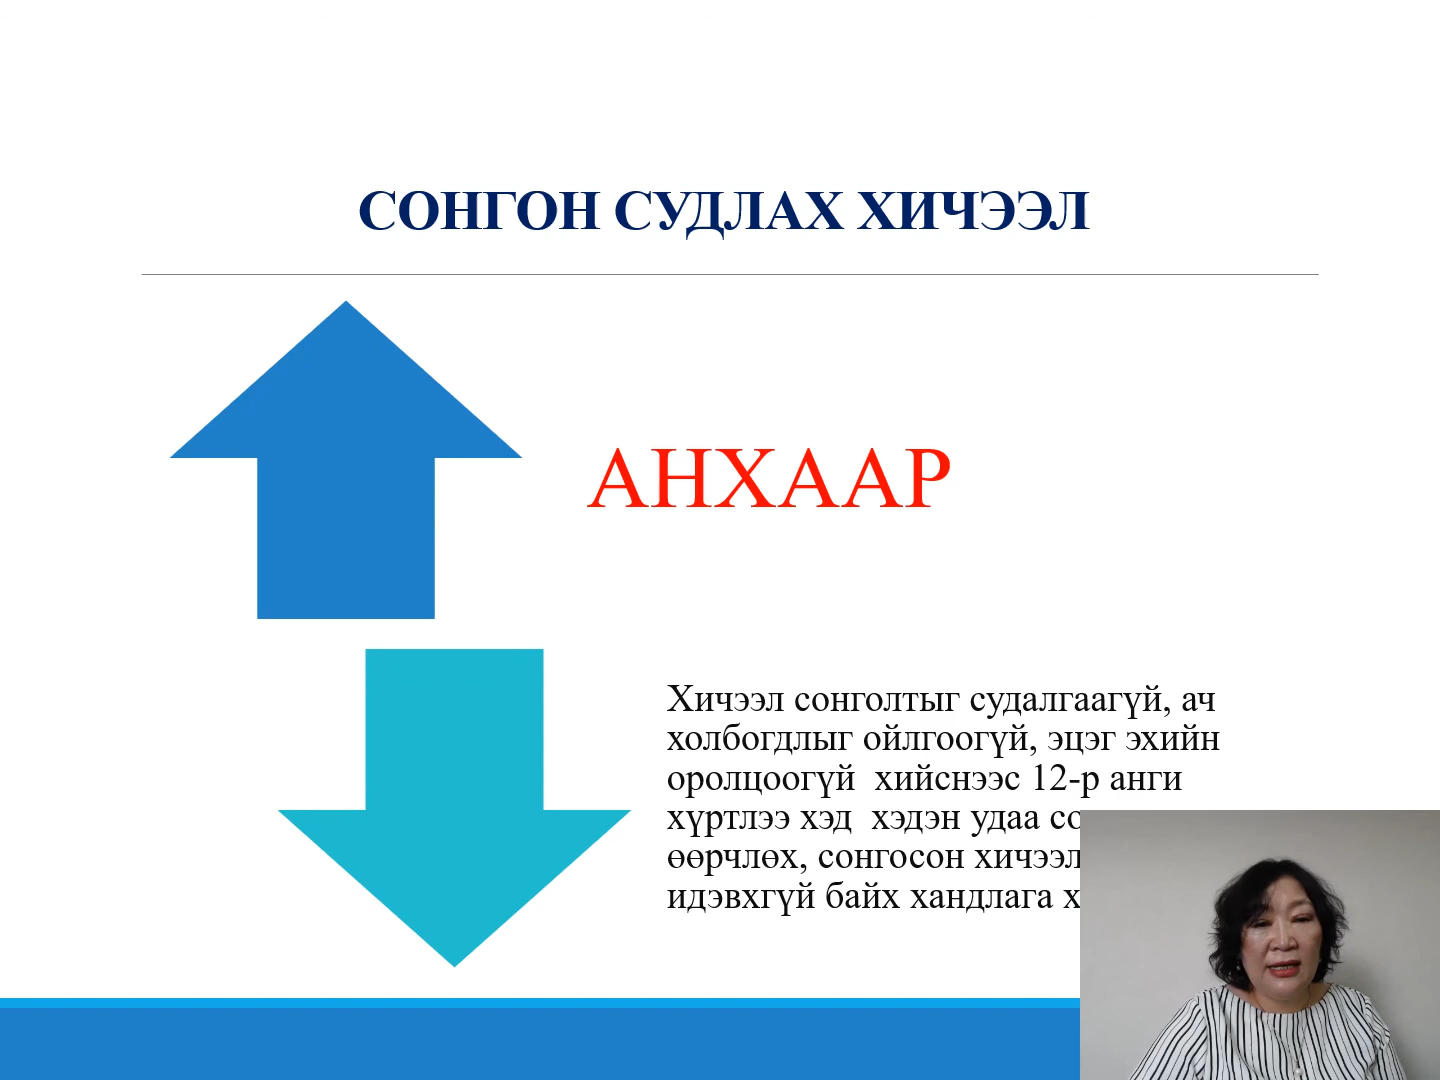 СОНГОН СУДЛАХ ХИЧЭЭЛ
АНХААР
Хичээл сонголтыг судалгаагүй, ач
холбогдлыг ойлгоогүй, эцэг эхийн
оролцоогүй хийснээс 12-р анги
хүртлээ хэд хэдэн удаа
өөрчлөх, сонгосон
идэвхгүй байх хандлага